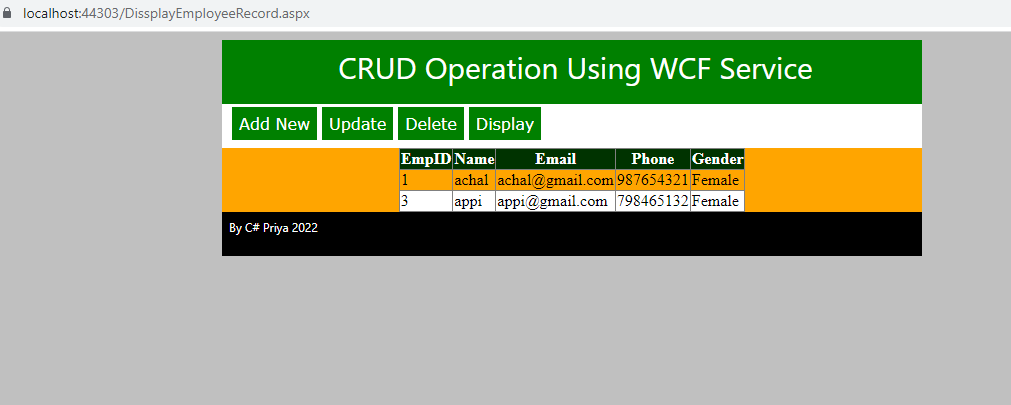 localhost:44303/DissplayEmployeeRecord.aspx
CRUD Operation Using WCF Service
Add New Update Delete Display
EmpID Name Email Phone Gender
1 achal achal@gmail.com 987654321 Female
3 appi appi@gmail.com 798465132 Female
By C# Priya 2022